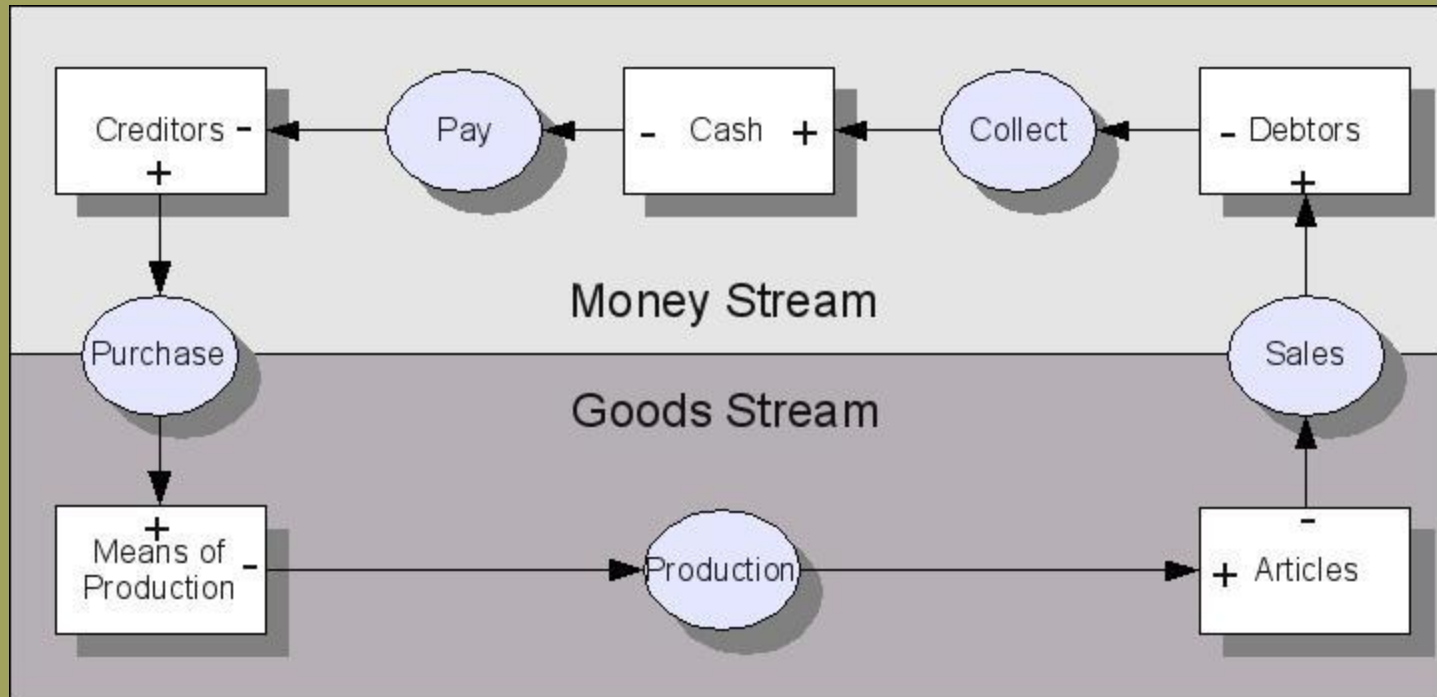 Creditors -
+
Pay
- Cash +
Collect
- Debtors
+
Money Stream
Purchase
Sales
Goods Stream
+
Means of
Production -
Production
-
+ Articles